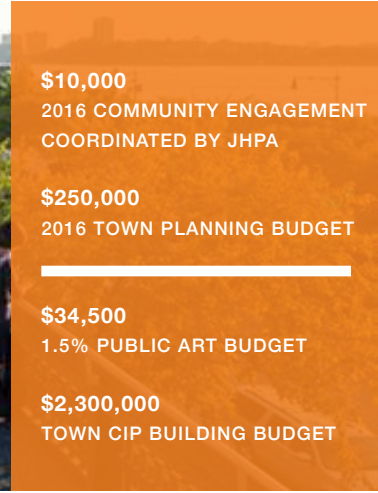 $10,000
2016 COMMUNITY ENGAGEMENT
COORDINATED BY JHPA
$250,000
2016 TOWN PLANNING BUDGET
$34,500
1.5% PUBLIC ART BUDGET
$2,300,000
TOWN CIP BUILDING BUDGET